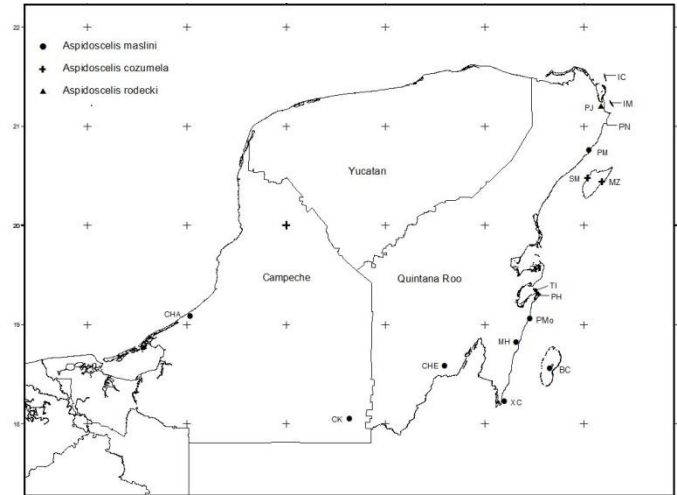 22
Aspidoscelis maslini
Aspidoscelis cozumela
Aspidoscelis rodecki
IC
IM
PJ
21
PN
PM
Yucatan
SM
MZ
20
Campeche
Quintana Roo
TI
PH
CHA
PMo
19
MH
CHE
BC
XC
CK
18